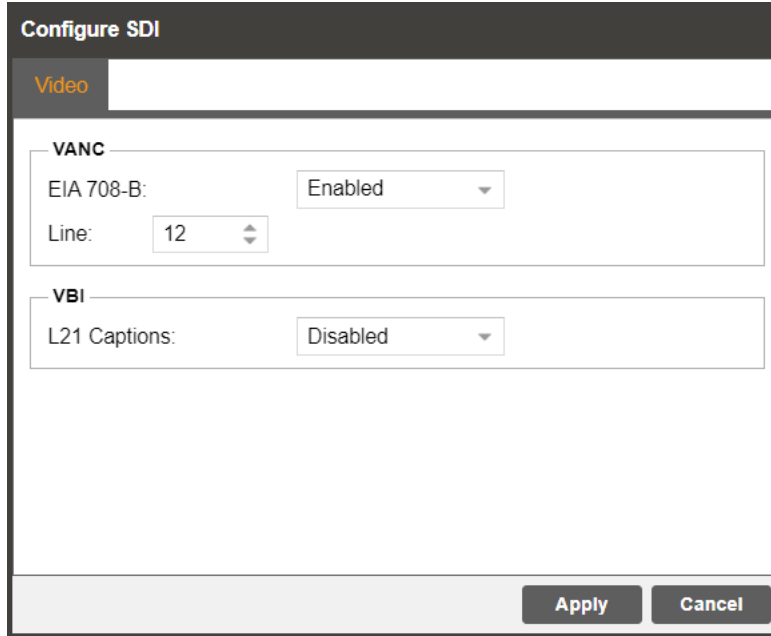 Configure SDI
Video
VANC
EIA 708-B: Enabled
Line: 12
VBI
L21 Captions: Disabled
Apply Cancel